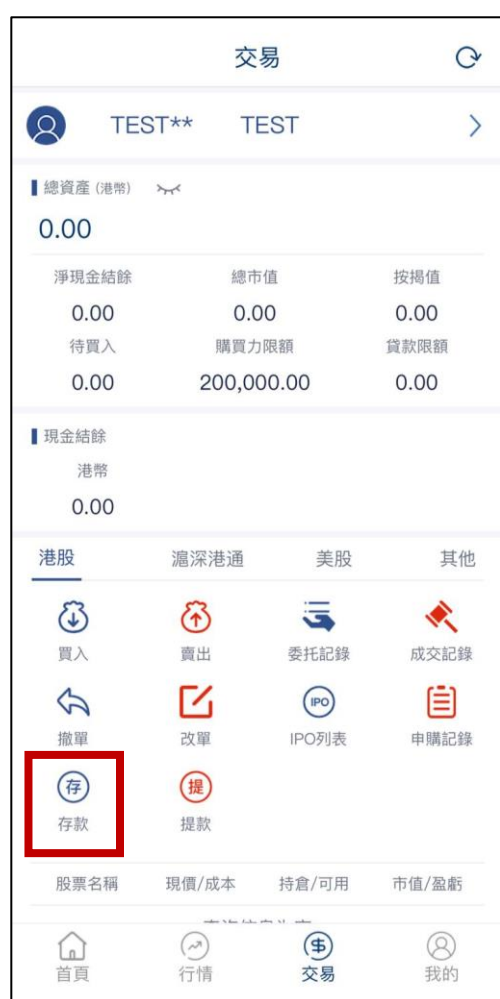 交易
TEST** TEST
總資產 (港幣)
0.00
淨現金結餘 總市值 按揭值
0.00 0.00 0.00
待買入 購買力限額 貸款限額
0.00 200,000.00 0.00
現金結餘
港幣
0.00
港股 滬深港通 美股 其他
買入 賣出 委托記錄 成交記錄
IPO
撤單 改單 IPO列表 申購記錄
存 提
存款 提款
股票名稱 現價/成本 持倉/可用 市值/盈虧
首頁 行情 交易 我的